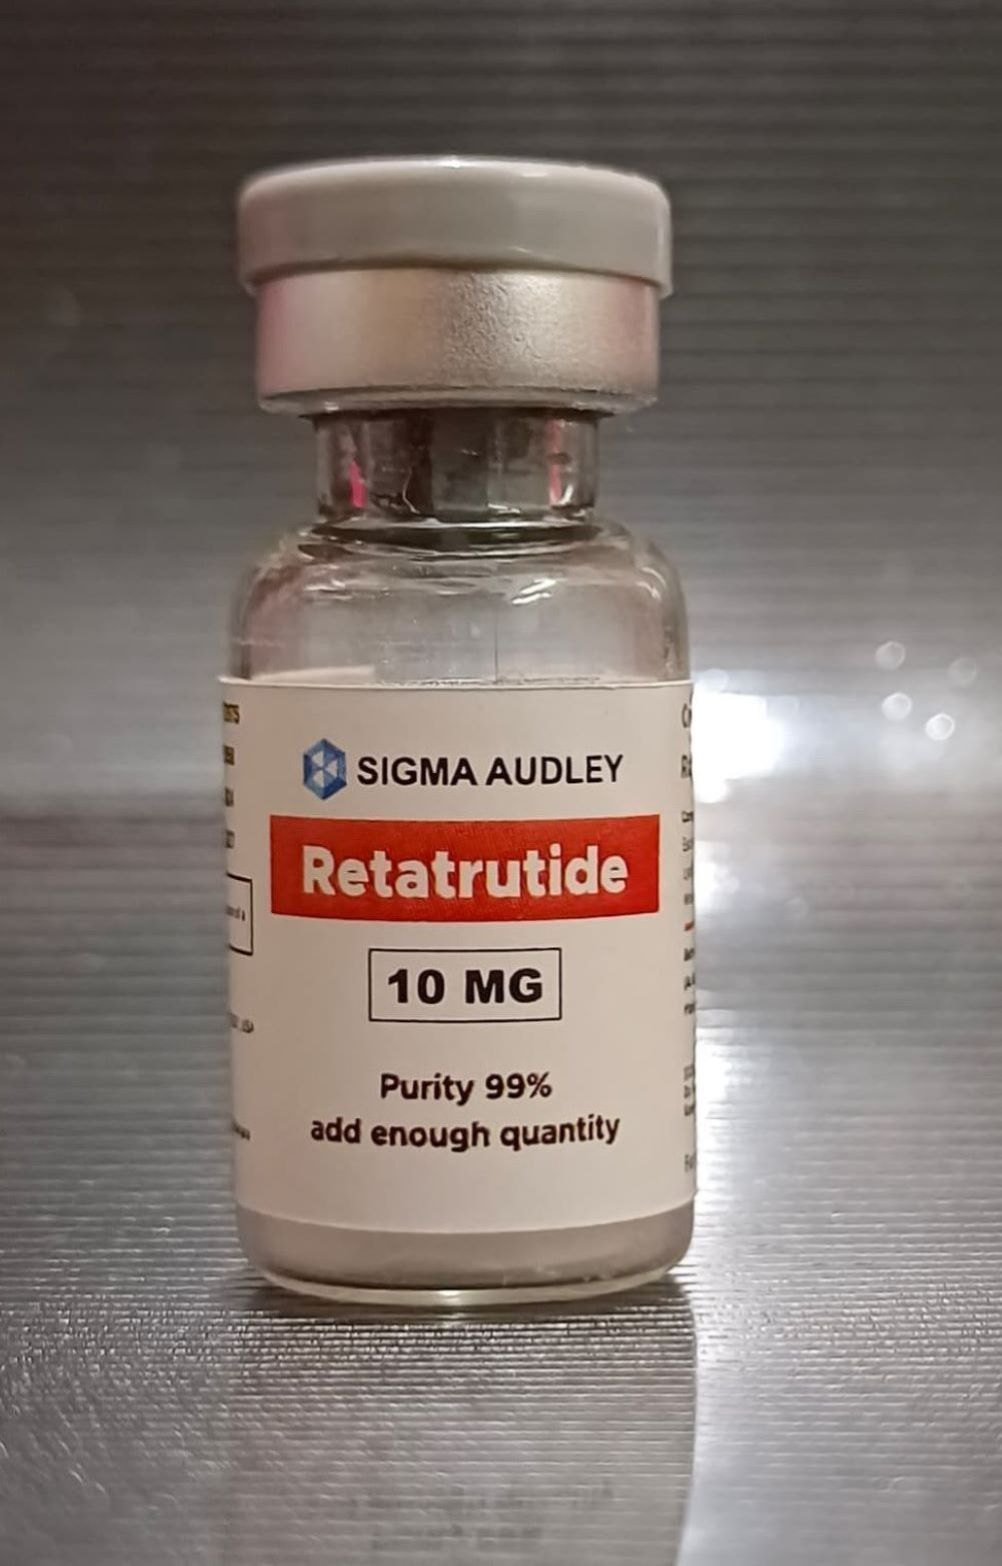 SIGMA AUDLEY
Retatrutide
10 MG
Purity 99%
add enough quantity